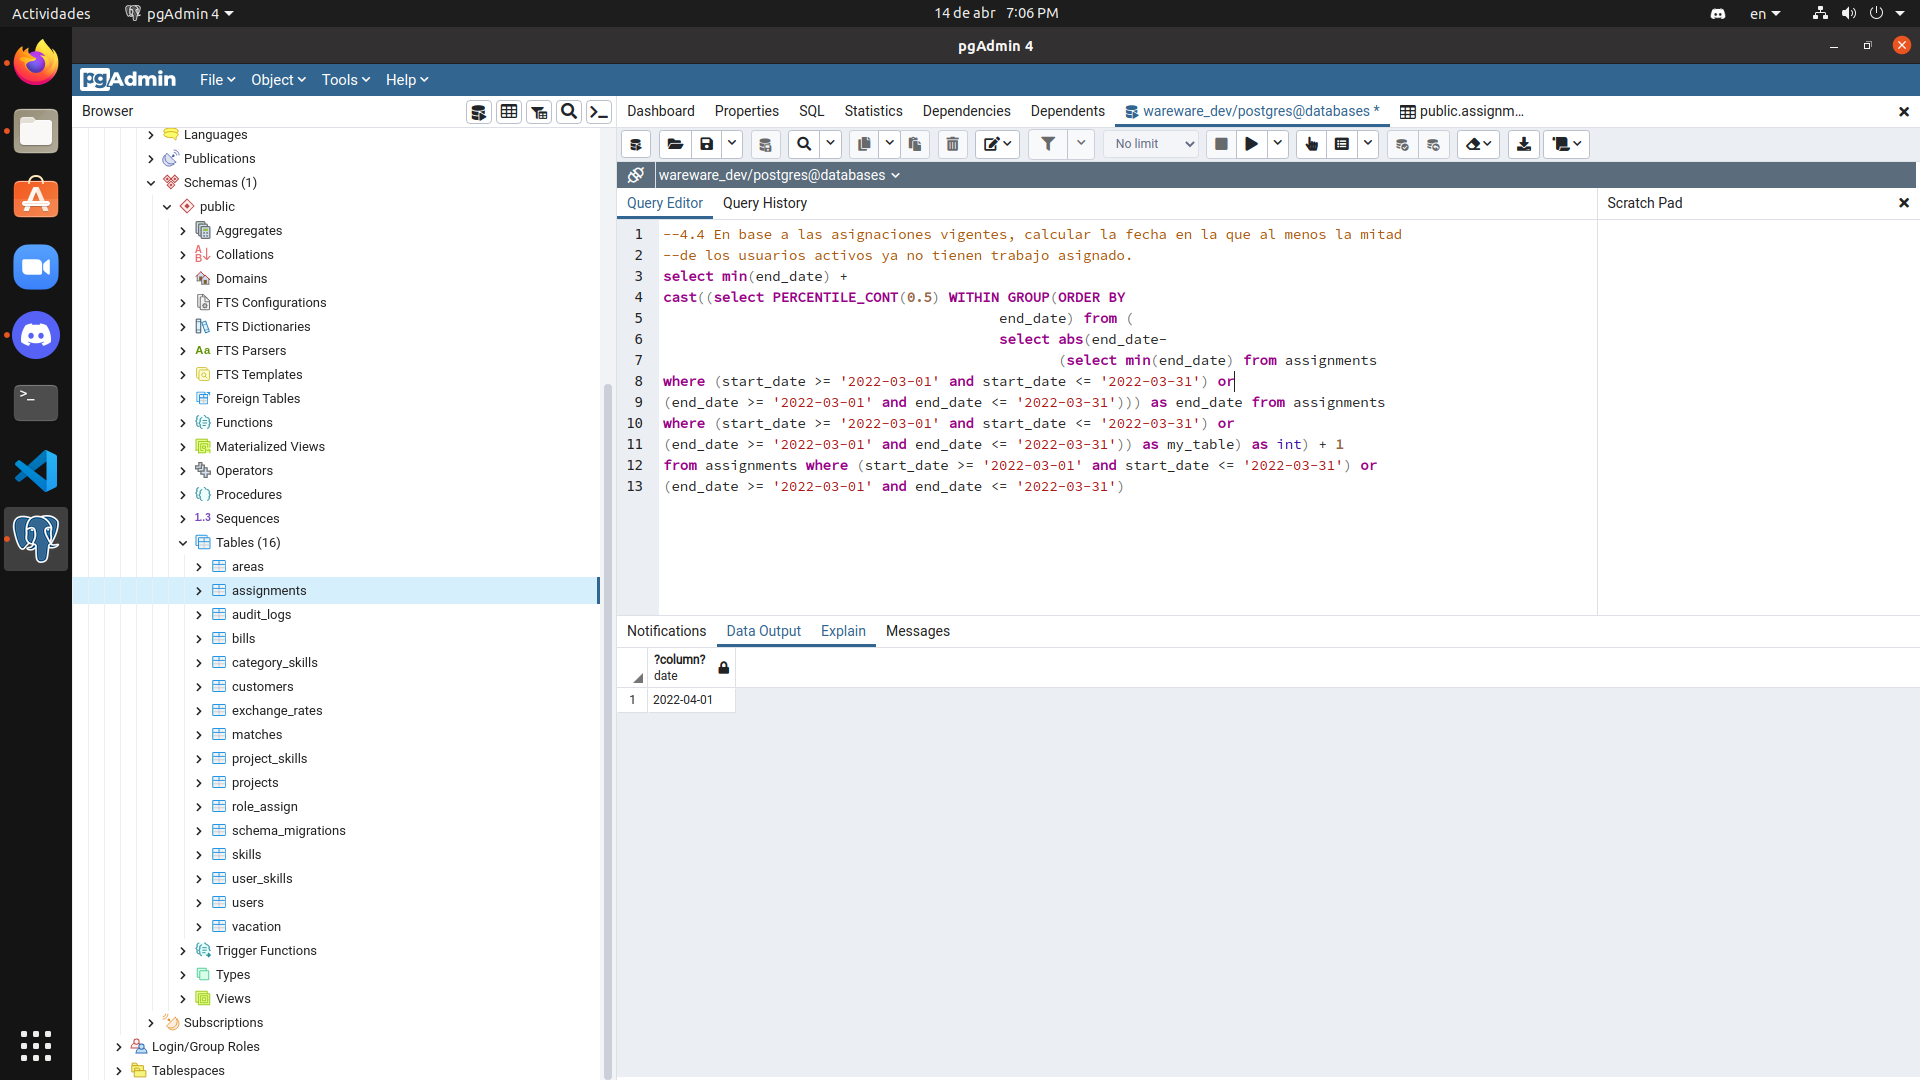 Actividades
pgAdmin 4
14 de abr 7:06 PM
en
pgAdmin 4
pgAdmin
File
Object
Tools
Help
Browser
Languages
Publications
Schemas (1)
public
Aggregates
Collations
Domains
FTS Configurations
FTS Dictionaries
Aa FTS Parsers
FTS Templates
Foreign Tables
Functions
Materialized Views
Operators
Procedures
1..3 Sequences
Tables (16)
areas
assignments
audit_logs
bills
category_skills
customers
exchange_rates
matches
project_skills
projects
role_assign
schema_migrations
skills
user_skills
users
vacation
Trigger Functions
Types
Views
Subscriptions
Login/Group Roles
Tablespaces
Dashboard
Properties
SQL
Statistics
Dependencies
Dependents
wareware_dev/postgres@databases *
public.assignm...
No limit
wareware_dev/postgres@databases
Query Editor
Query History
Scratch Pad
1 --4.4 En base a las asignaciones vigentes, calcular la fecha en la que al menos la mitad
2 --de los usuarios activos ya no tienen trabajo asignado.
3 select min(end_date) +
4 cast((select PERCENTILE_CONT(0.5) WITHIN GROUP(ORDER BY
5 end_date) from (
6 select abs(end_date-
7 (select min(end_date) from assignments
8 where (start_date >= '2022-03-01' and start_date <= '2022-03-31') or
9 (end_date >= '2022-03-01' and end_date <= '2022-03-31'))) as end_date from assignments
10 where (start_date >= '2022-03-01' and start_date <= '2022-03-31') or
11 (end_date >= '2022-03-01' and end_date <= '2022-03-31')) as my_table) as int) + 1
12 from assignments where (start_date >= '2022-03-01' and start_date <= '2022-03-31') or
13 (end_date >= '2022-03-01' and end_date <= '2022-03-31')
Notifications
Data Output
Explain
Messages
?column?
date
1 2022-04-01